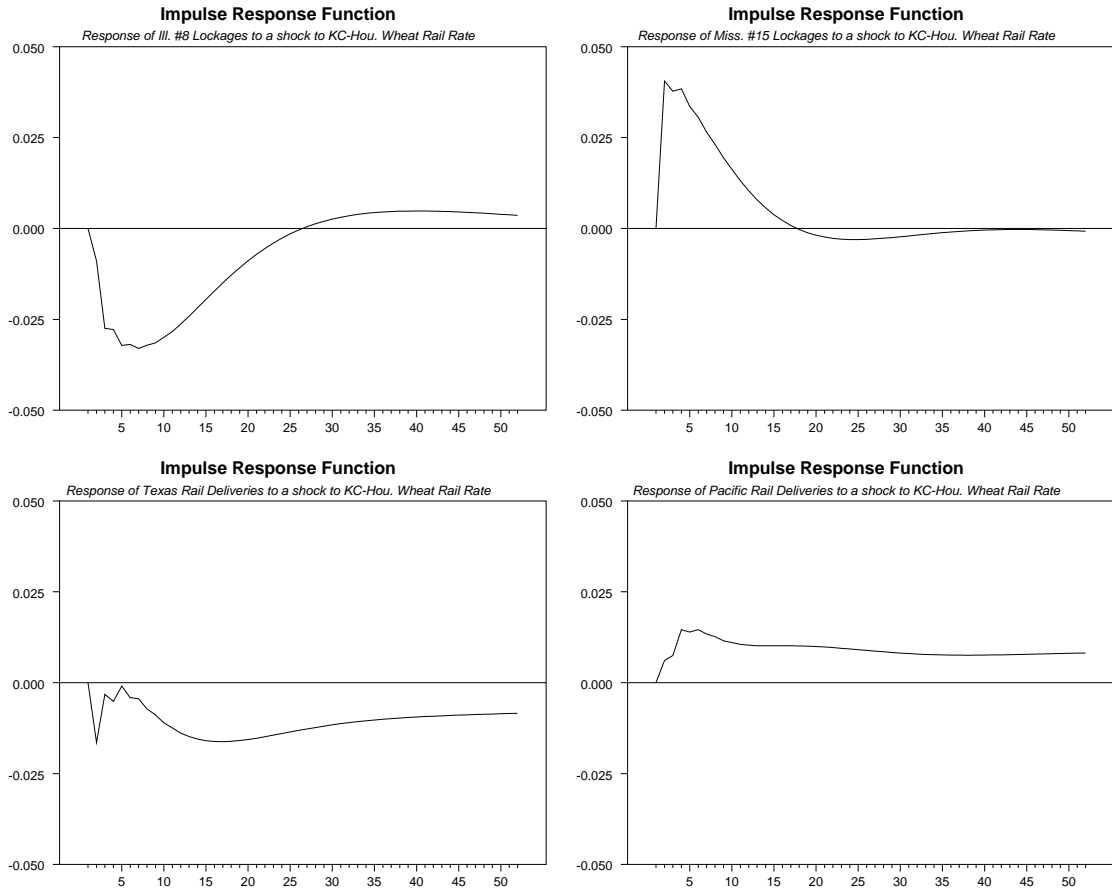 Impulse Response Function
Response of Ill. #8 Lockages to a shock to KC-Hou. Wheat Rail Rate
0.050
0.025
0.000
-0.025
-0.050
5 10 15 20 25 30 35 40 45 50
Impulse Response Function
Response of Miss. #15 Lockages to a shock to KC-Hou. Wheat Rail Rate
0.050
0.025
0.000
-0.025
-0.050
5 10 15 20 25 30 35 40 45 50
Impulse Response Function
Response of Texas Rail Deliveries to a shock to KC-Hou. Wheat Rail Rate
0.050
0.025
0.000
-0.025
-0.050
5 10 15 20 25 30 35 40 45 50
Impulse Response Function
Response of Pacific Rail Deliveries to a shock to KC-Hou. Wheat Rail Rate
0.050
0.025
0.000
-0.025
-0.050
5 10 15 20 25 30 35 40 45 50